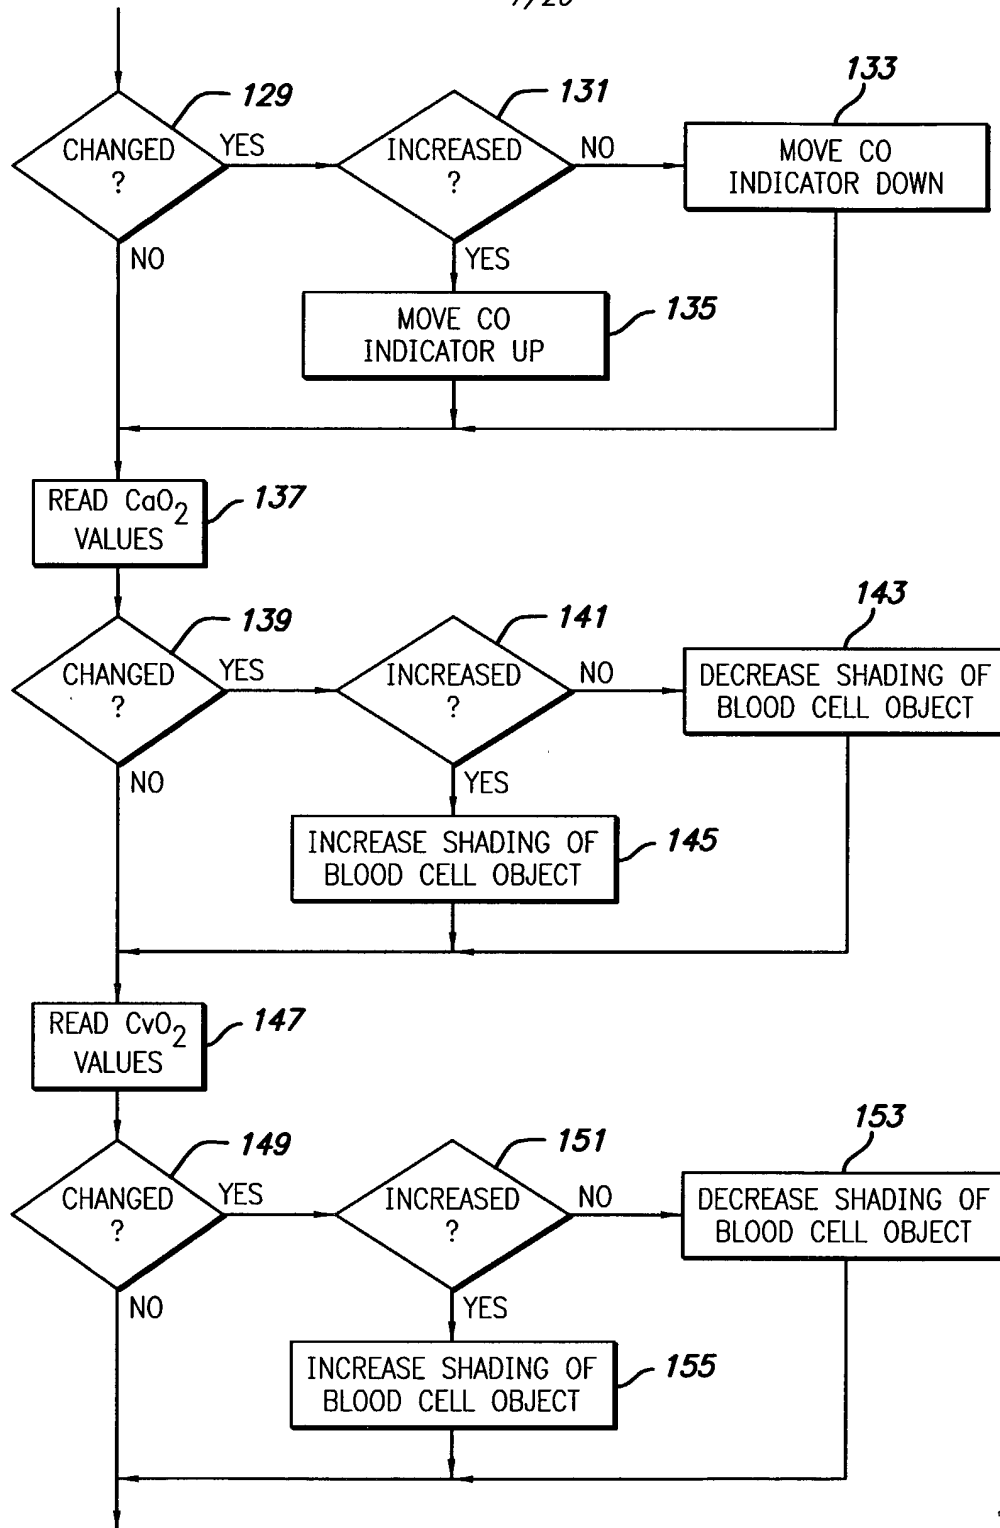 129
131
133
CHANGED
?
YES
INCREASED
?
NO
MOVE CO
INDICATOR DOWN
NO
YES
MOVE CO
INDICATOR UP
135
READ CaO2
VALUES
137
139
141
143
CHANGED
?
YES
INCREASED
?
NO
DECREASE SHADING OF
BLOOD CELL OBJECT
NO
YES
INCREASE SHADING OF
BLOOD CELL OBJECT
145
READ CvO2
VALUES
147
149
151
153
CHANGED
?
YES
INCREASED
?
NO
DECREASE SHADING OF
BLOOD CELL OBJECT
NO
YES
INCREASE SHADING OF
BLOOD CELL OBJECT
155